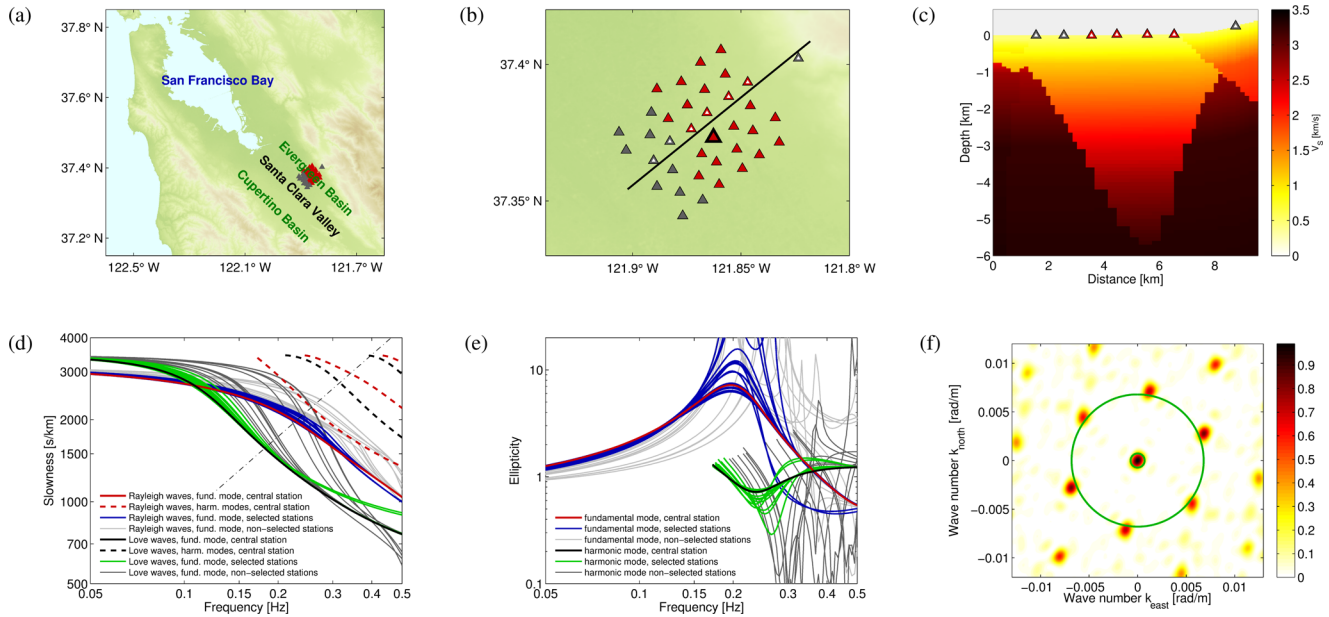 (a)
37.8° N
37.6° N
37.4° N
37.2° N
San Francisco Bay
Evergreen Basin
Santa Clara Valley
Cupertino Basin
122.5° W
122.1° W
121.7° W
(b)
37.4° N
37.35° N
121.9° W
121.85° W
121.8° W
(c)
Depth [km]
0
−1
−2
−3
−4
−5
−6
0
2
4
6
8
Distance [km]
3.5
3
2.5
2
1.5
1
0.5
0
Vs [km/s]
(d)
Slowness [s/km]
4000
3000
2000
1500
1000
700
500
Rayleigh waves, fund. mode, central station
Rayleigh waves, harm. modes, central station
Rayleigh waves, fund. mode, selected stations
Rayleigh waves, fund. mode, non−selected stations
Love waves, fund. mode, central station
Love waves, harm. modes, central station
Love waves, fund. mode, selected stations
Love waves, fund. mode, non−selected stations
0.05
0.1
0.2
0.3
0.4
0.5
Frequency [Hz]
(e)
Ellipticity
10
1
0.1
fundamental mode, central station
fundamental mode, selected stations
fundamental mode, non−selected stations
harmonic mode, central station
harmonic mode, selected stations
harmonic mode non−selected stations
0.05
0.1
0.2
0.3
0.4
0.5
Frequency [Hz]
(f)
Wave number k_north [rad/m]
0.01
0.005
0
−0.005
−0.01
−0.01
−0.005
0
0.005
0.01
Wave number k_east [rad/m]
0.9
0.8
0.7
0.6
0.5
0.4
0.3
0.2
0.1
0